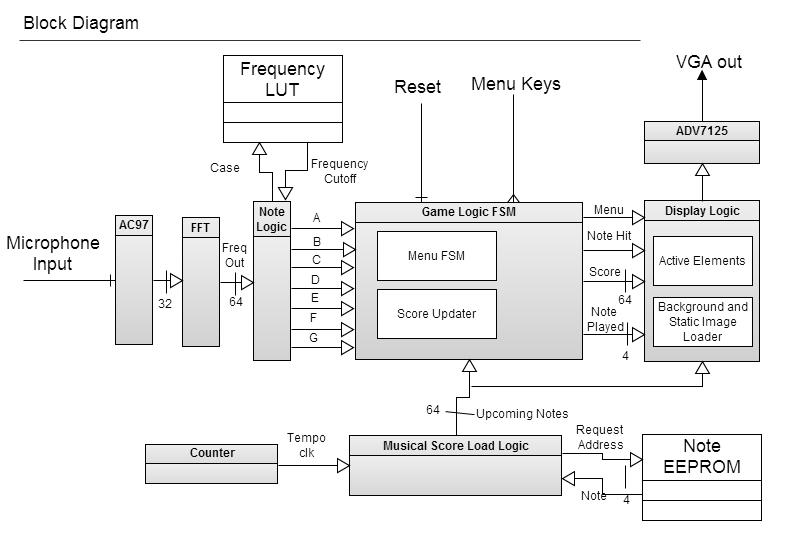 Block Diagram
Frequency
LUT
Reset
Menu Keys
VGA out
ADV7125
Case
Frequency
Cutoff
AC97
FFT
Note
Logic
Game Logic FSM
Display Logic
Microphone
Input
32
Freq
Out
64
A
B
C
D
E
F
G
Menu FSM
Score Updater
Menu
Note Hit
Score
64
Note
Played
4
Active Elements
Background and
Static Image
Loader
64
Upcoming Notes
Counter
Tempo
clk
Musical Score Load Logic
Request
Address
Note
4
Note
EEPROM